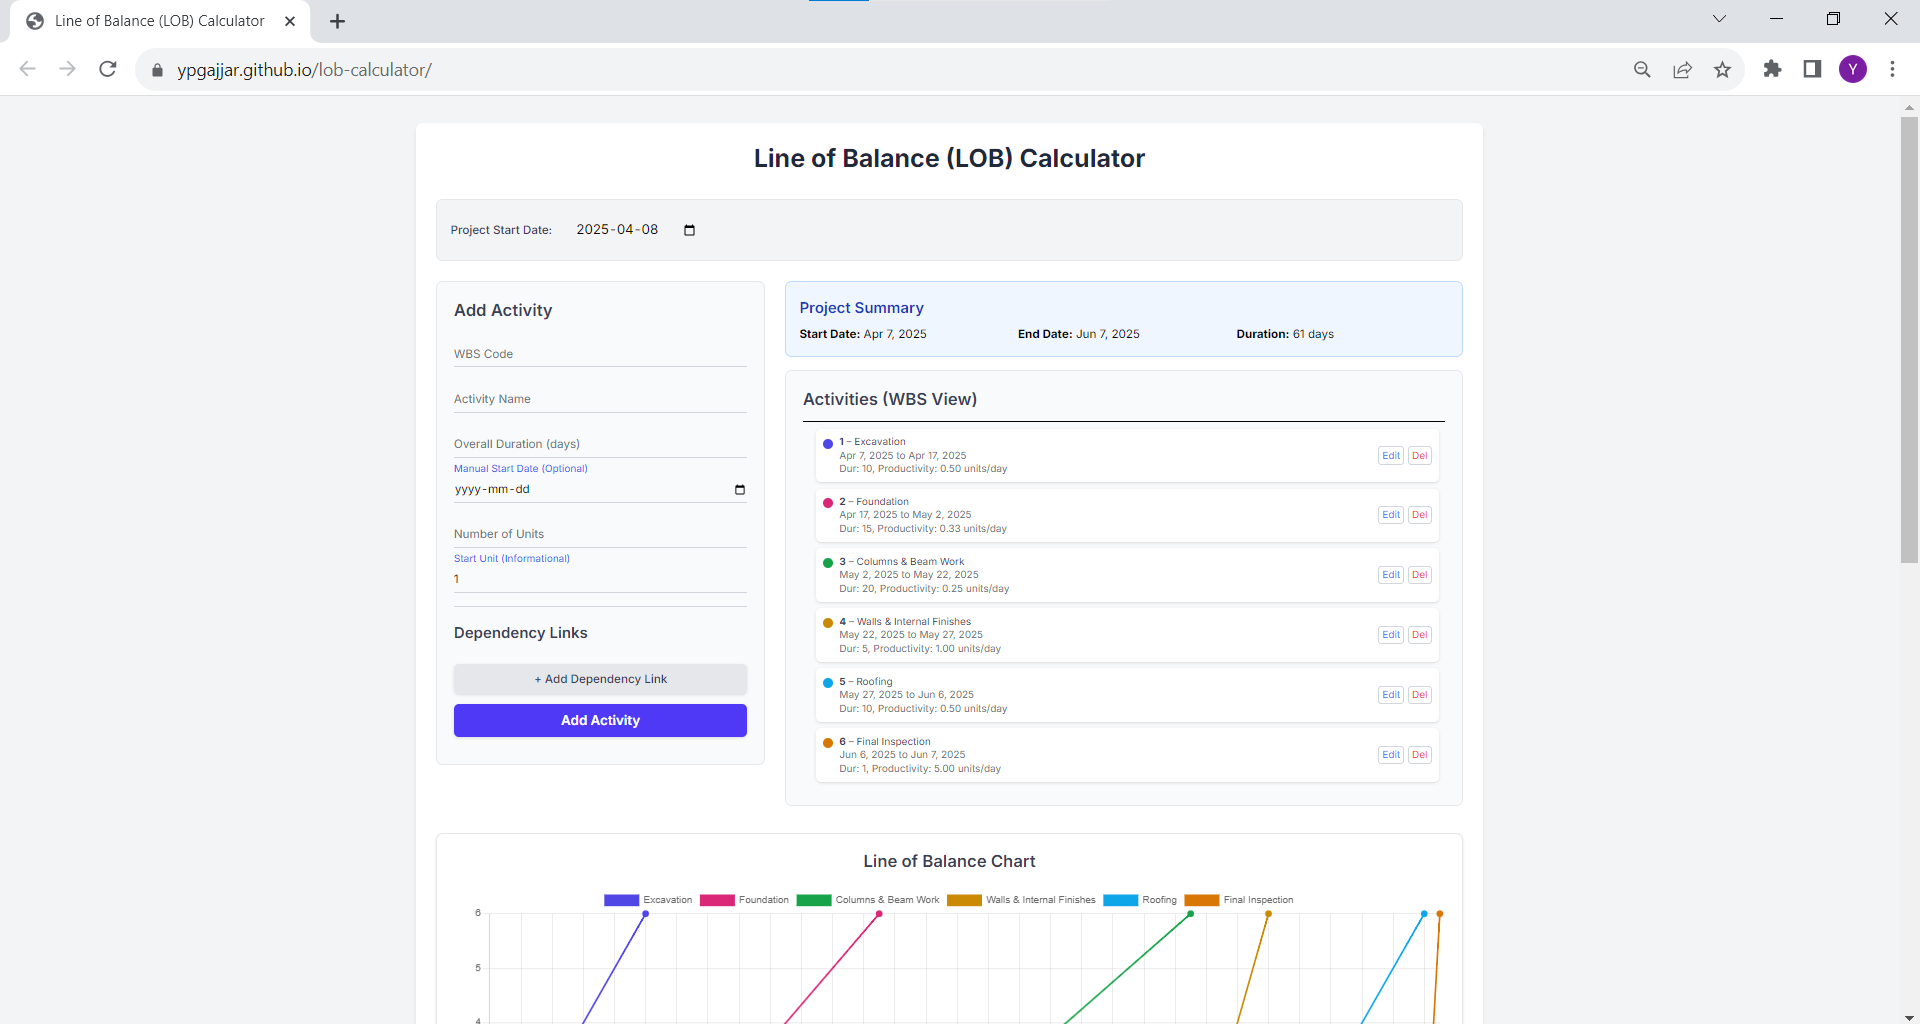 Line of Balance (LOB) Calculator
ypgajjar.github.io/lob-calculator/
Y
Line of Balance (LOB) Calculator
Project Start Date: 2025-04-08
Add Activity
WBS Code
Activity Name
Overall Duration (days)
Manual Start Date (Optional)
yyyy-mm-dd
Number of Units
Start Unit (Informational)
1
Dependency Links
+ Add Dependency Link
Add Activity
Project Summary
Start Date: Apr 7, 2025 End Date: Jun 7, 2025 Duration: 61 days
Activities (WBS View)
1 – Excavation
Apr 7, 2025 to Apr 17, 2025
Dur: 10, Productivity: 0.50 units/day
Edit Del
2 – Foundation
Apr 17, 2025 to May 2, 2025
Dur: 15, Productivity: 0.33 units/day
Edit Del
3 – Columns & Beam Work
May 2, 2025 to May 22, 2025
Dur: 20, Productivity: 0.25 units/day
Edit Del
4 – Walls & Internal Finishes
May 22, 2025 to May 27, 2025
Dur: 5, Productivity: 1.00 units/day
Edit Del
5 – Roofing
May 27, 2025 to Jun 6, 2025
Dur: 10, Productivity: 0.50 units/day
Edit Del
6 – Final Inspection
Jun 6, 2025 to Jun 7, 2025
Dur: 1, Productivity: 5.00 units/day
Edit Del
Line of Balance Chart
Excavation Foundation Columns & Beam Work Walls & Internal Finishes Roofing Final Inspection
6
5
4